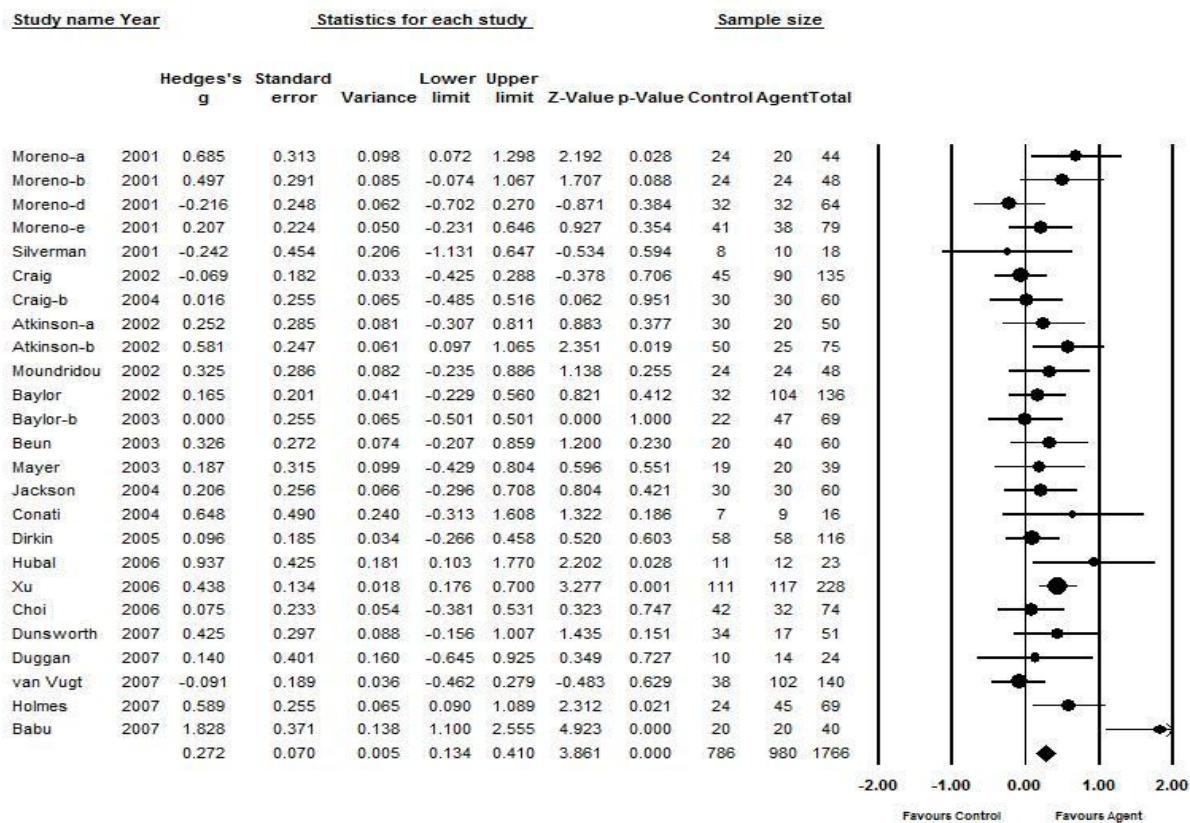 Study name Year Statistics for each study Sample size
Hedges's Standard Lower Upper
g error Variance limit limit Z-Value p-Value Control Agent Total
Moreno-a 2001 0.685 0.313 0.098 0.072 1.298 2.192 0.028 24 20 44
Moreno-b 2001 0.497 0.291 0.085 -0.074 1.067 1.707 0.088 24 24 48
Moreno-d 2001 -0.216 0.248 0.062 -0.702 0.270 -0.871 0.384 32 32 64
Moreno-e 2001 0.207 0.224 0.050 -0.231 0.646 0.927 0.354 41 38 79
Silverman 2001 -0.242 0.454 0.206 -1.131 0.647 -0.534 0.594 8 10 18
Craig 2002 -0.069 0.182 0.033 -0.425 0.288 -0.378 0.706 45 90 135
Craig-b 2004 0.016 0.255 0.065 -0.485 0.516 0.062 0.951 30 30 60
Atkinson-a 2002 0.252 0.285 0.081 -0.307 0.811 0.883 0.377 30 20 50
Atkinson-b 2002 0.581 0.247 0.061 0.097 1.065 2.351 0.019 50 25 75
Moundridou 2002 0.325 0.286 0.082 -0.235 0.886 1.138 0.255 24 24 48
Baylor 2002 0.165 0.201 0.041 -0.229 0.560 0.821 0.412 32 104 136
Baylor-b 2003 0.000 0.255 0.065 -0.501 0.501 0.000 1.000 22 47 69
Beun 2003 0.326 0.272 0.074 -0.207 0.859 1.200 0.230 20 40 60
Mayer 2003 0.187 0.315 0.099 -0.429 0.804 0.596 0.551 19 20 39
Jackson 2004 0.206 0.256 0.066 -0.296 0.708 0.804 0.421 30 30 60
Conati 2004 0.648 0.490 0.240 -0.313 1.608 1.322 0.186 7 9 16
Dirkin 2005 0.096 0.185 0.034 -0.266 0.458 0.520 0.603 58 58 116
Hubal 2006 0.937 0.425 0.181 0.103 1.770 2.202 0.028 11 12 23
Xu 2006 0.438 0.134 0.018 0.176 0.700 3.277 0.001 111 117 228
Choi 2006 0.075 0.233 0.054 -0.381 0.531 0.323 0.747 42 32 74
Dunsworth 2007 0.425 0.297 0.088 -0.156 1.007 1.435 0.151 34 17 51
Duggan 2007 0.140 0.401 0.160 -0.645 0.925 0.349 0.727 10 14 24
van Vugt 2007 -0.091 0.189 0.036 -0.462 0.279 -0.483 0.629 38 102 140
Holmes 2007 0.589 0.255 0.065 0.090 1.089 2.312 0.021 24 45 69
Babu 2007 1.828 0.371 0.138 1.100 2.555 4.923 0.000 20 20 40
0.272 0.070 0.005 0.134 0.410 3.861 0.000 786 980 1766
-2.00 -1.00 0.00 1.00 2.00
Favours Control Favours Agent